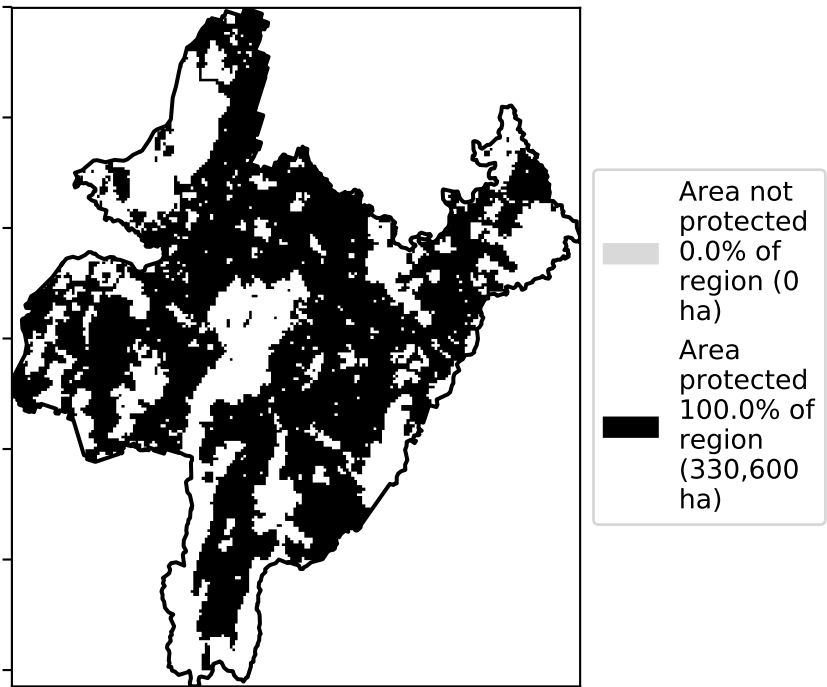 Area not
protected
0.0% of
region (0
ha)
Area
protected
100.0% of
region
(330,600
ha)